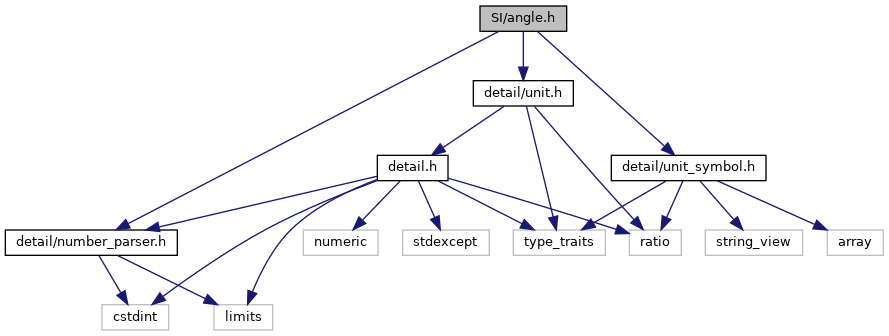 SI/angle.h
detail/unit.h
detail.h
detail/unit_symbol.h
detail/number_parser.h
numeric
stdexcept
type_traits
ratio
string_view
array
cstdint
limits